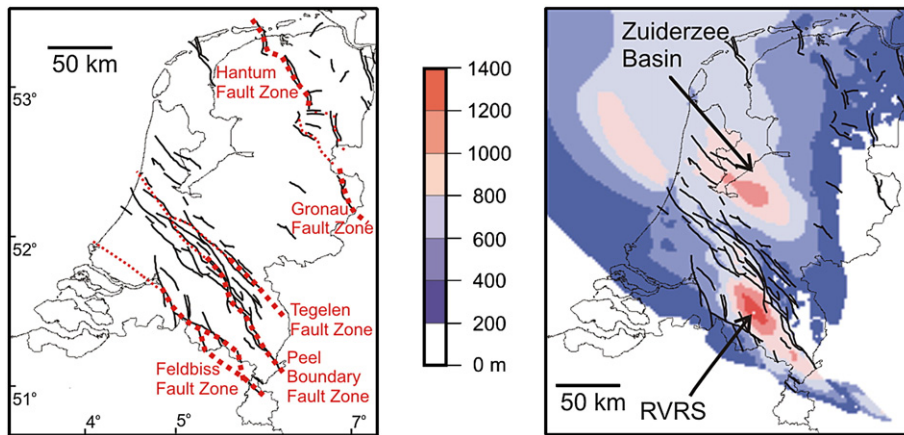 50 km
53°
52°
51°
4°
5°
7°
Hantum
Fault Zone
Gronau
Fault Zone
Tegelen
Fault Zone
Peel
Boundary
Fault Zone
Feldbiss
Fault Zone
1400
1200
1000
800
600
400
200
0 m
Zuiderzee
Basin
50 km
RVRS